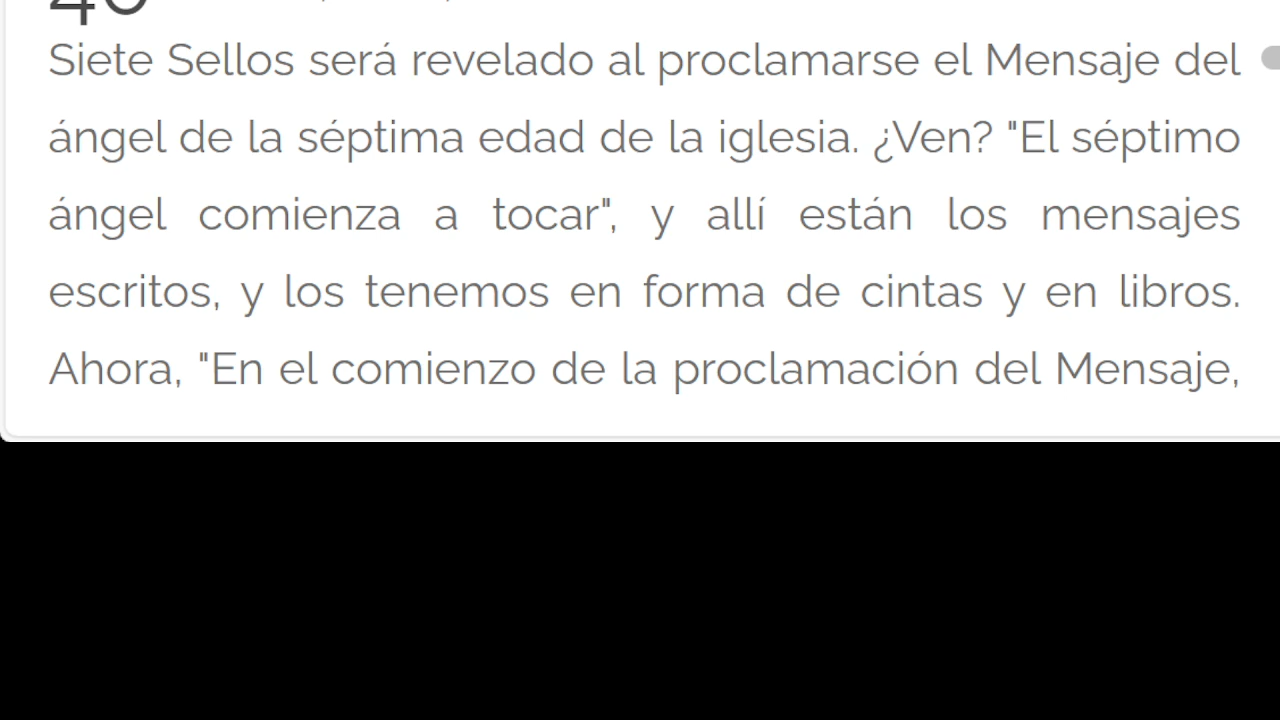 Siete Sellos será revelado al proclamarse el Mensaje del
ángel de la séptima edad de la iglesia. ¿Ven? "El séptimo
ángel comienza a tocar", y allí están los mensajes
escritos, y los tenemos en forma de cintas y en libros.
Ahora, "En el comienzo de la proclamación del Mensaje,